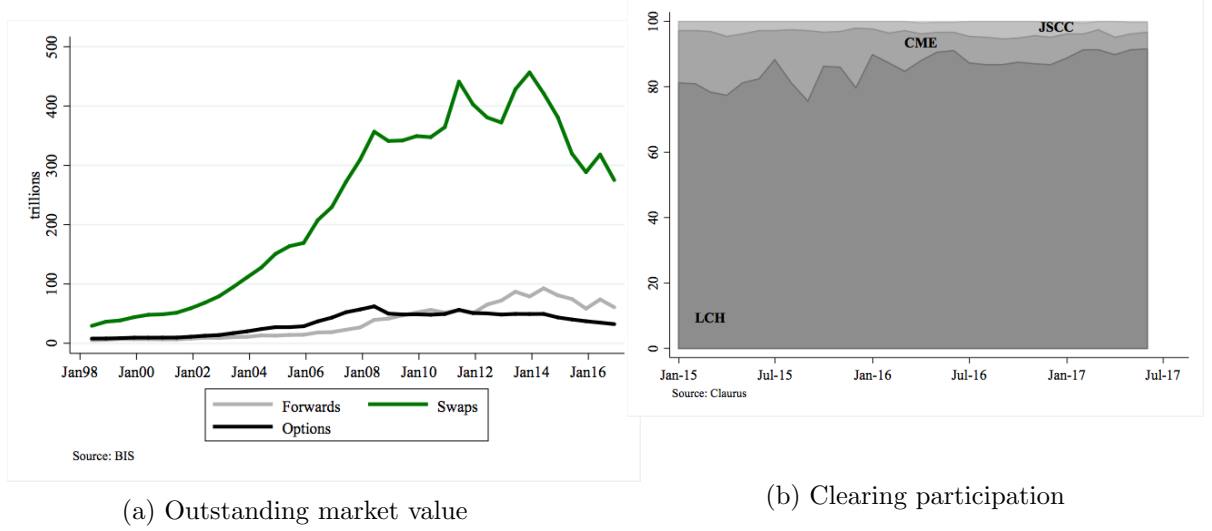 500
400
300
200
100
0
trillions
Jan98 Jan00 Jan02 Jan04 Jan06 Jan08 Jan10 Jan12 Jan14 Jan16
Forwards Swaps
Options
Source: BIS
(a) Outstanding market value
100
80
60
40
20
0
JSCC
CME
LCH
Jan-15 Jul-15 Jan-16 Jul-16 Jan-17 Jul-17
Source: Claurus
(b) Clearing participation